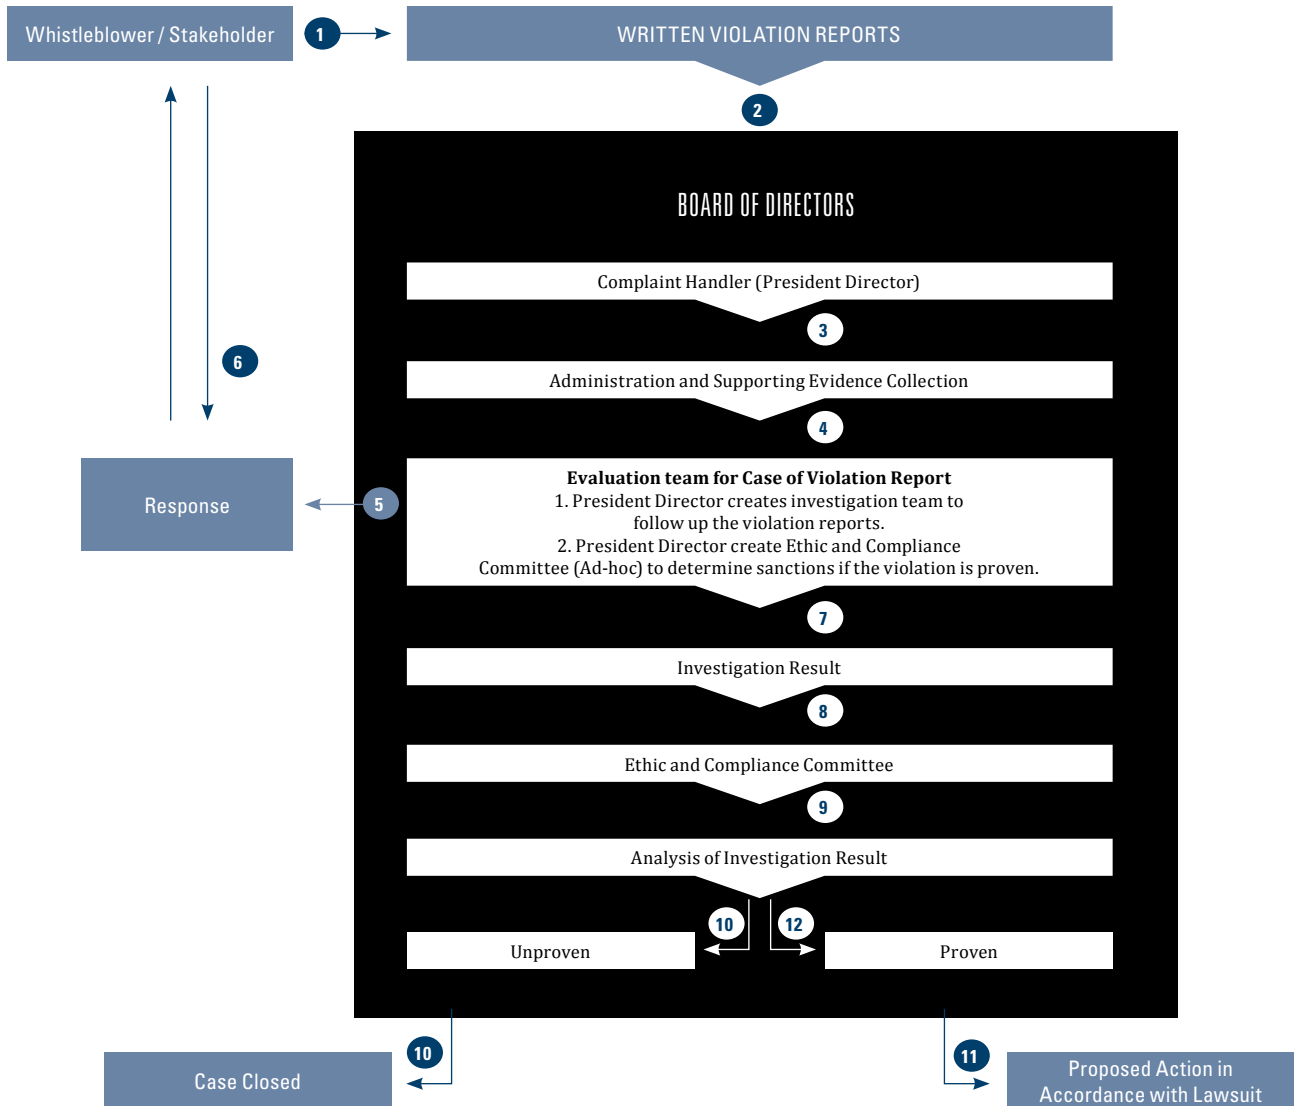 Whistleblower / Stakeholder
1
WRITTEN VIOLATION REPORTS
2
BOARD OF DIRECTORS
Complaint Handler (President Director)
3
Administration and Supporting Evidence Collection
4
6
Response
5
Evaluation team for Case of Violation Report
1. President Director creates investigation team to
follow up the violation reports.
2. President Director create Ethic and Compliance
Committee (Ad-hoc) to determine sanctions if the violation is proven.
7
Investigation Result
8
Ethic and Compliance Committee
9
Analysis of Investigation Result
10
12
Unproven
Proven
10
11
Case Closed
Proposed Action in
Accordance with Lawsuit